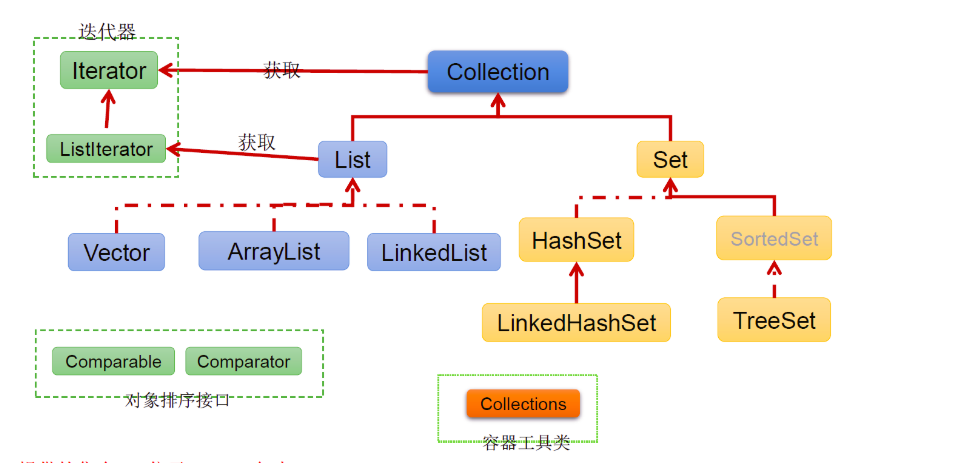 迭代器
Iterator
获取
Collection
ListIterator
获取
List
Set
Vector
ArrayList
LinkedList
HashSet
SortedSet
LinkedHashSet
TreeSet
Comparable
Comparator
对象排序接口
Collections
容器工具类